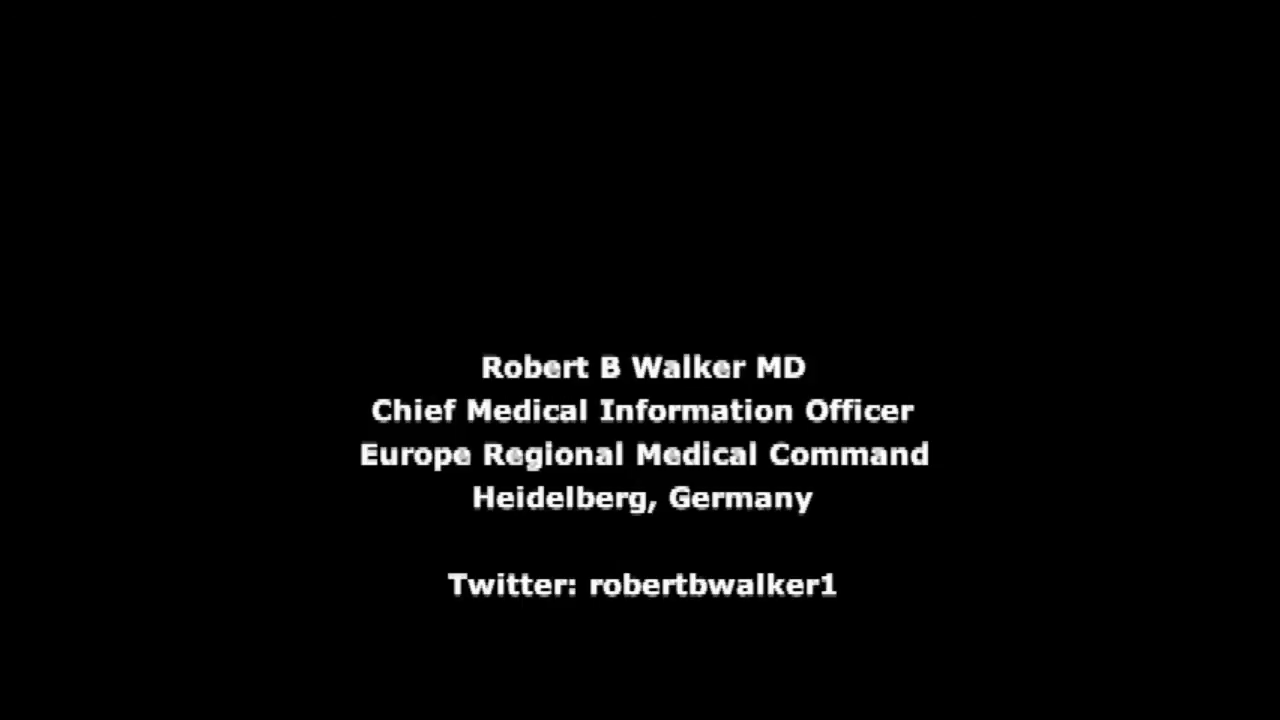 Robert B Walker MD
Chief Medical Information Officer
Europe Regional Medical Command
Heidelberg, Germany
Twitter: robertbwalker1